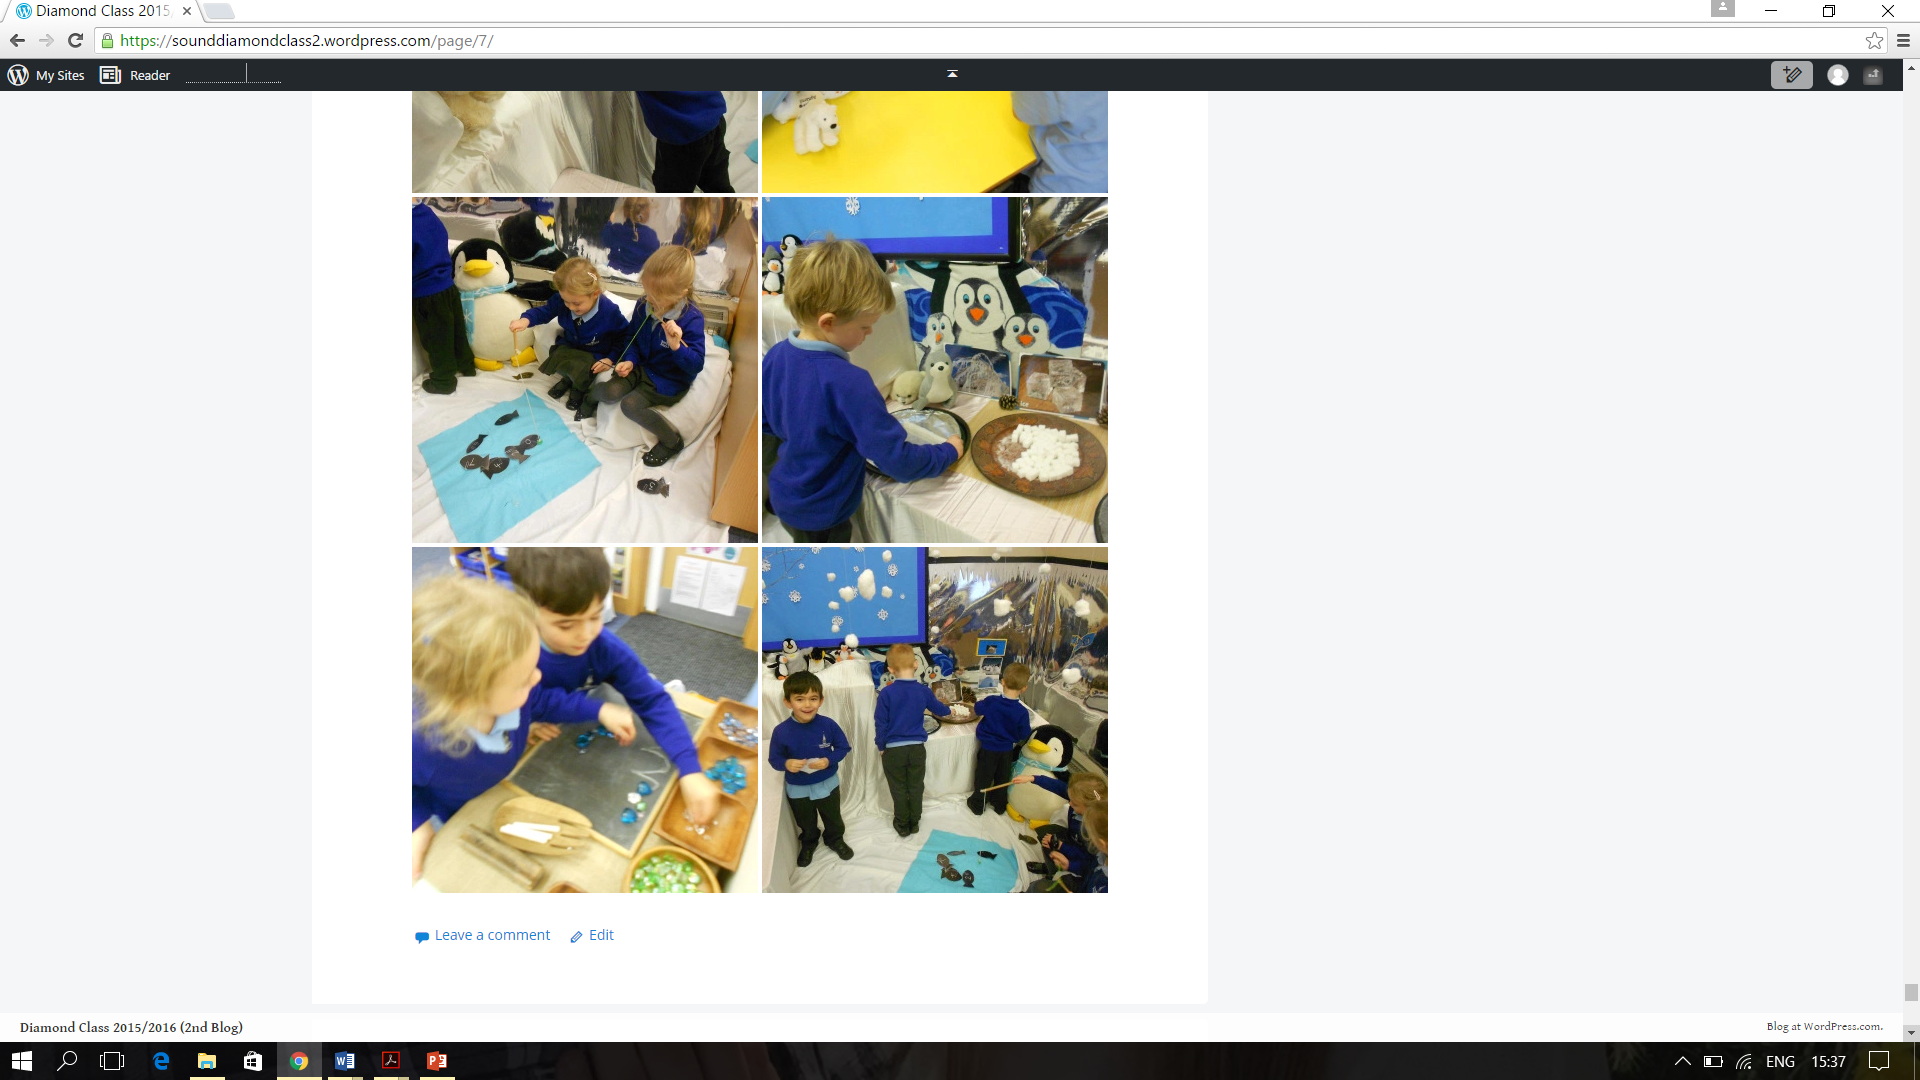 Diamond Class 2015
https://sounddiamondclass2.wordpress.com/page/7/
My Sites
Reader
Leave a comment
Edit
Diamond Class 2015/2016 (2nd Blog)
Blog at WordPress.com.
ENG
15:37